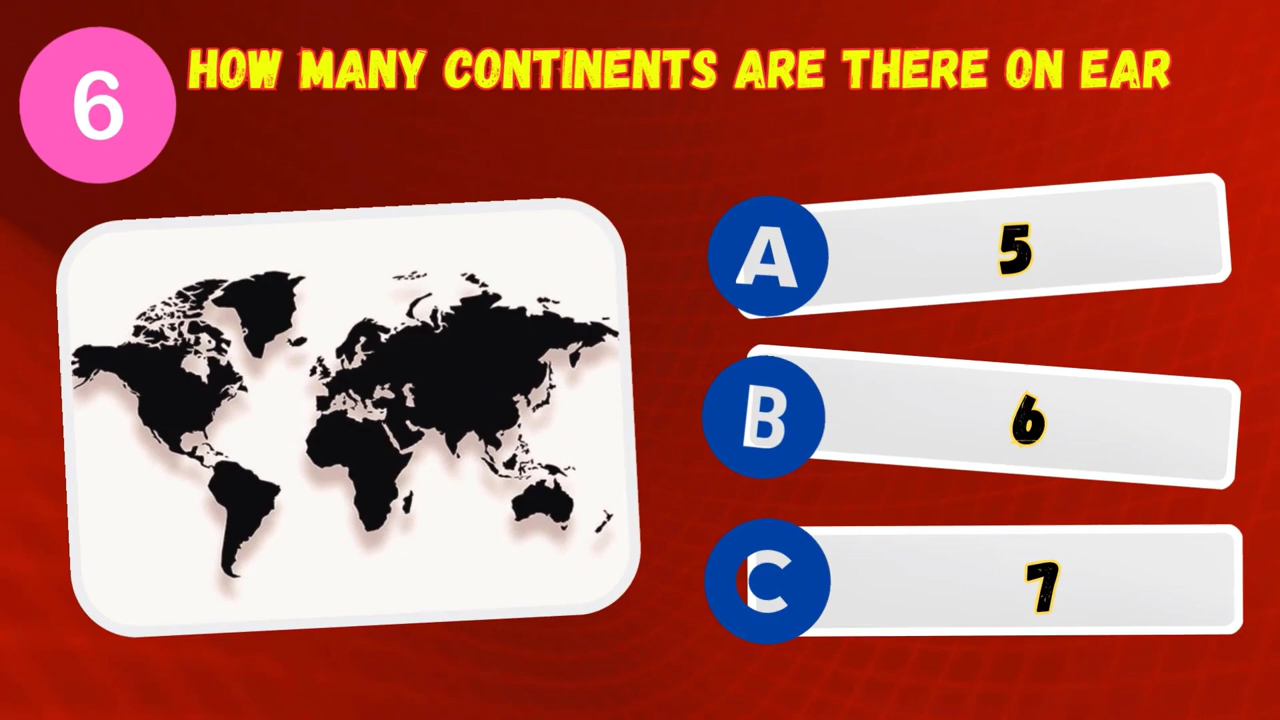 6
HOW MANY CONTINENTS ARE THERE ON EAR
A 5
B 6
C 7